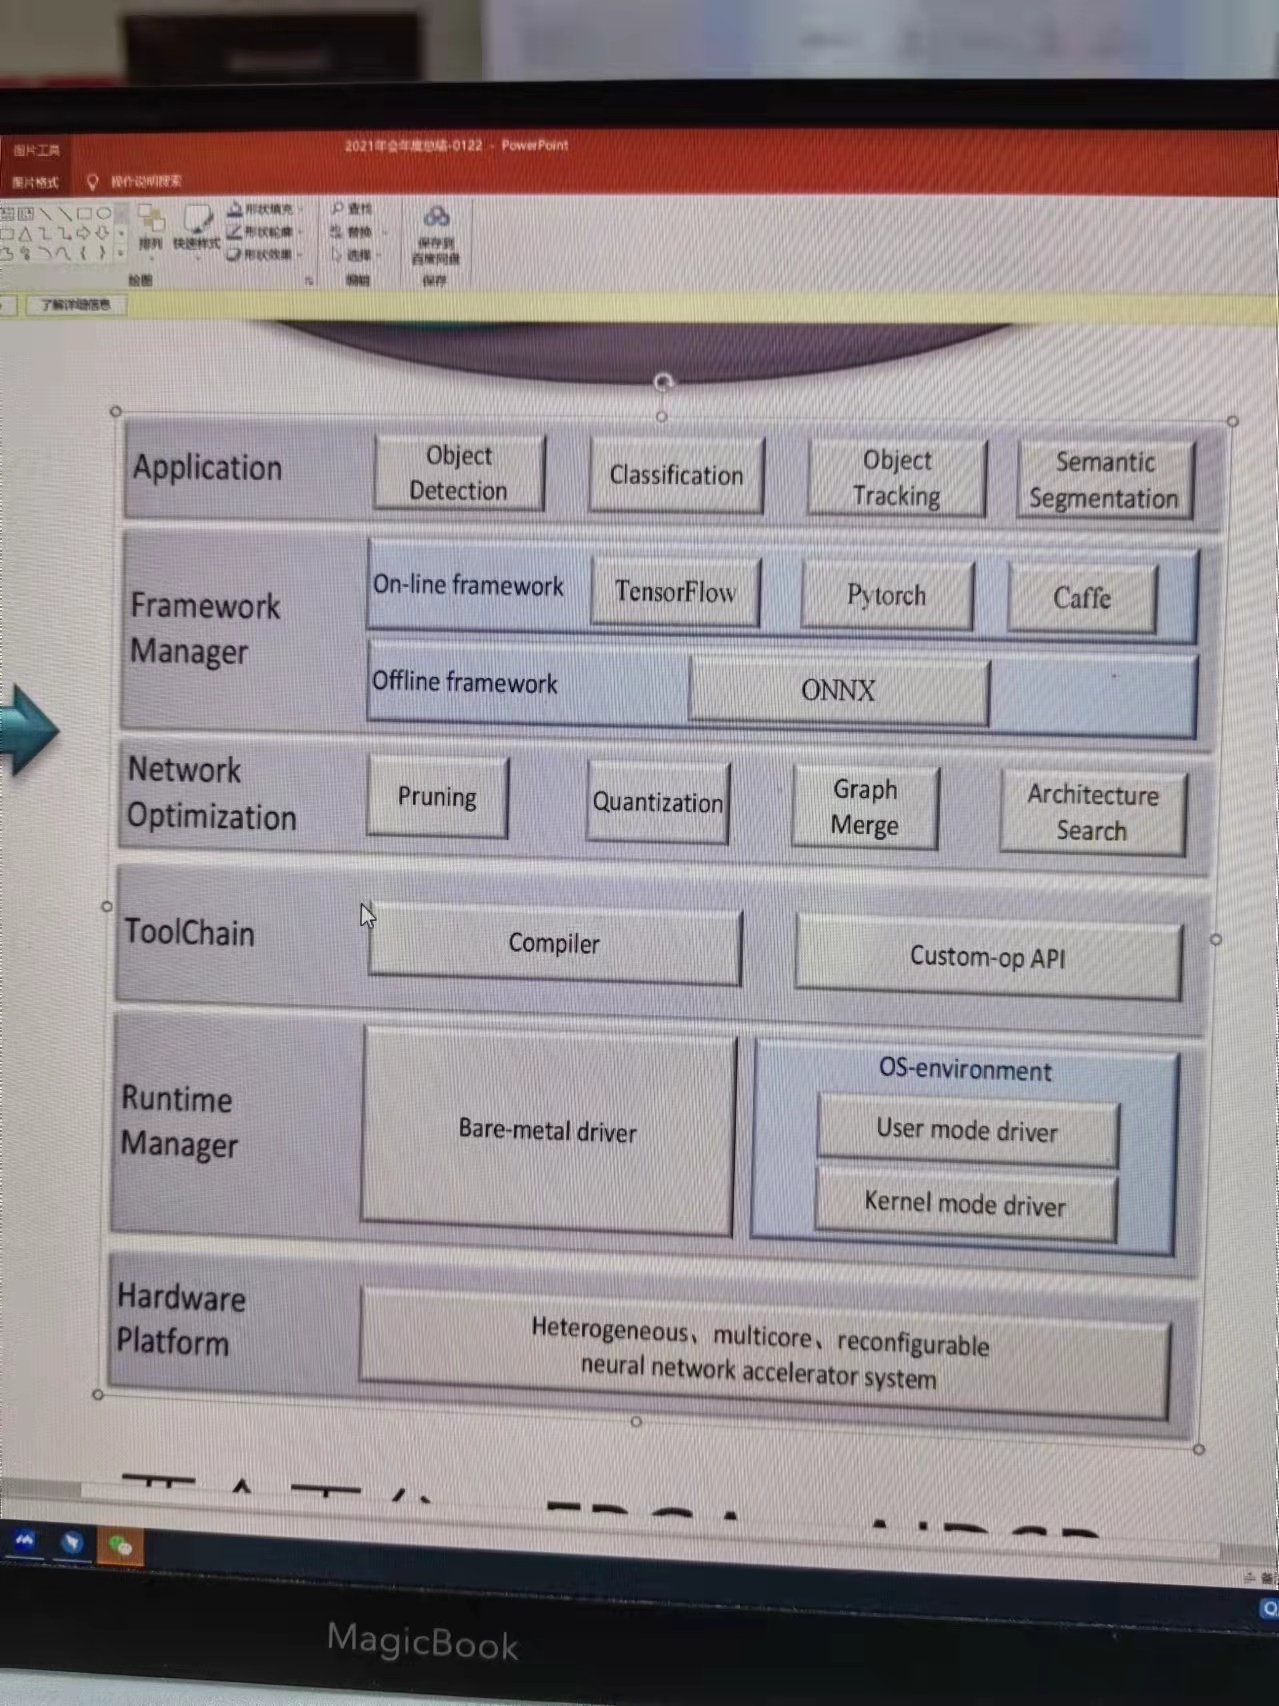 图片工具
2021年会年度总结-0122 - PowerPoint
图片格式
操作说明搜索
排列
快速样式
形状填充
形状轮廓
形状效果
绘图
查找
替换
选择
编辑
保存到
百度网盘
保存
了解详细信息
Application
Object
Detection
Classification
Object
Tracking
Semantic
Segmentation
Framework
Manager
On-line framework
TensorFlow
Pytorch
Caffe
Offline framework
ONNX
Network
Optimization
Pruning
Quantization
Graph
Merge
Architecture
Search
ToolChain
Compiler
Custom-op API
Runtime
Manager
Bare-metal driver
OS-environment
User mode driver
Kernel mode driver
Hardware
Platform
Heterogeneous、multicore、reconfigurable
neural network accelerator system
MagicBook